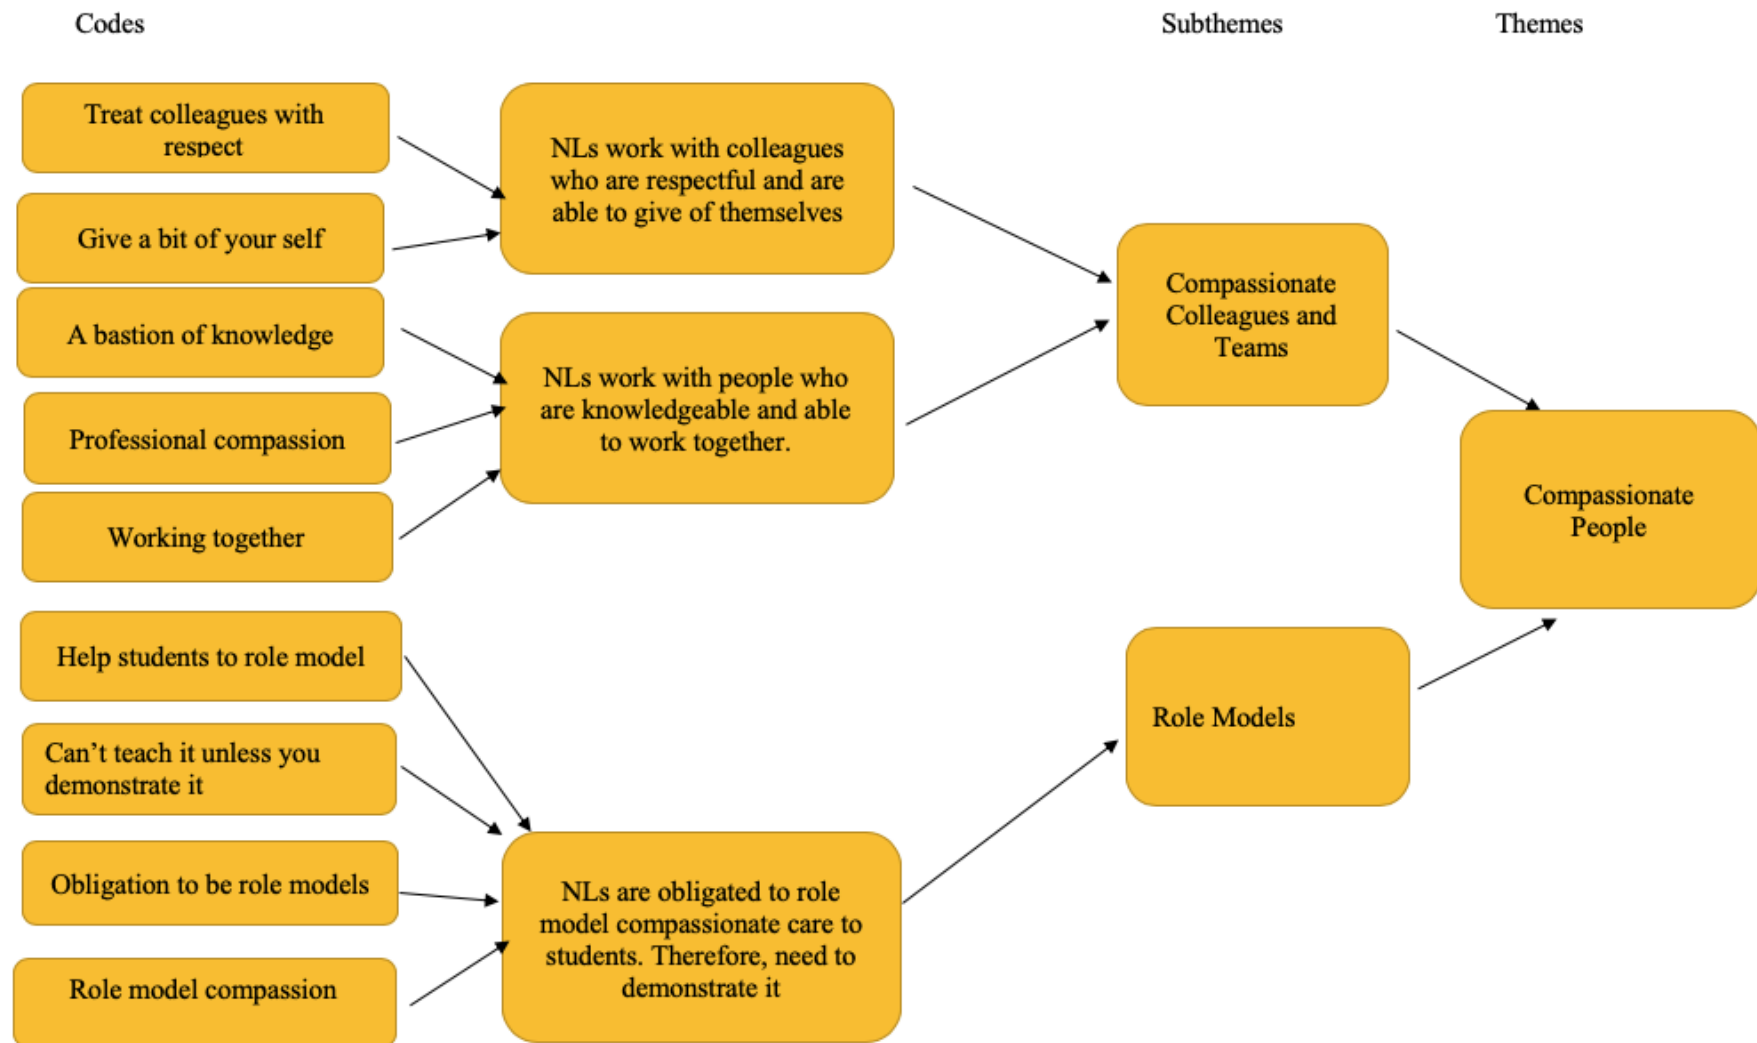 Codes
Subthemes
Themes
Treat colleagues with
respect
Give a bit of your self
A bastion of knowledge
Professional compassion
Working together
Help students to role model
Can’t teach it unless you
demonstrate it
Obligation to be role models
Role model compassion
NLs work with colleagues
who are respectful and are
able to give of themselves
NLs work with people who
are knowledgeable and able
to work together.
NLs are obligated to role
model compassionate care to
students. Therefore, need to
demonstrate it
Compassionate
Colleagues and
Teams
Role Models
Compassionate
People